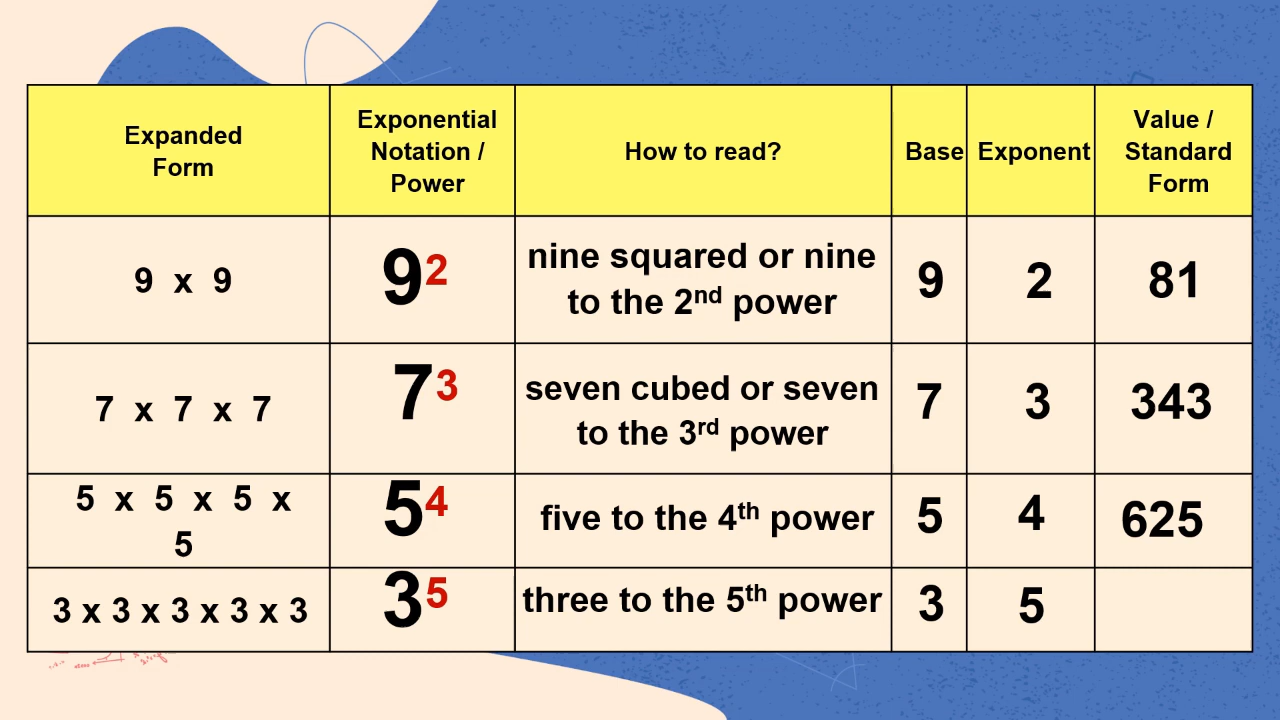 Expanded
Form
Exponential
Notation /
Power
How to read?
Base
Exponent
Value /
Standard
Form
9 x 9
9²
nine squared or nine
to the 2ⁿᵈ power
9
2
81
7 x 7 x 7
7³
seven cubed or seven
to the 3ʳᵈ power
7
3
343
5 x 5 x 5 x
5
5⁴
five to the 4ᵗʰ power
5
4
625
3 x 3 x 3 x 3 x 3
3⁵
three to the 5ᵗʰ power
3
5